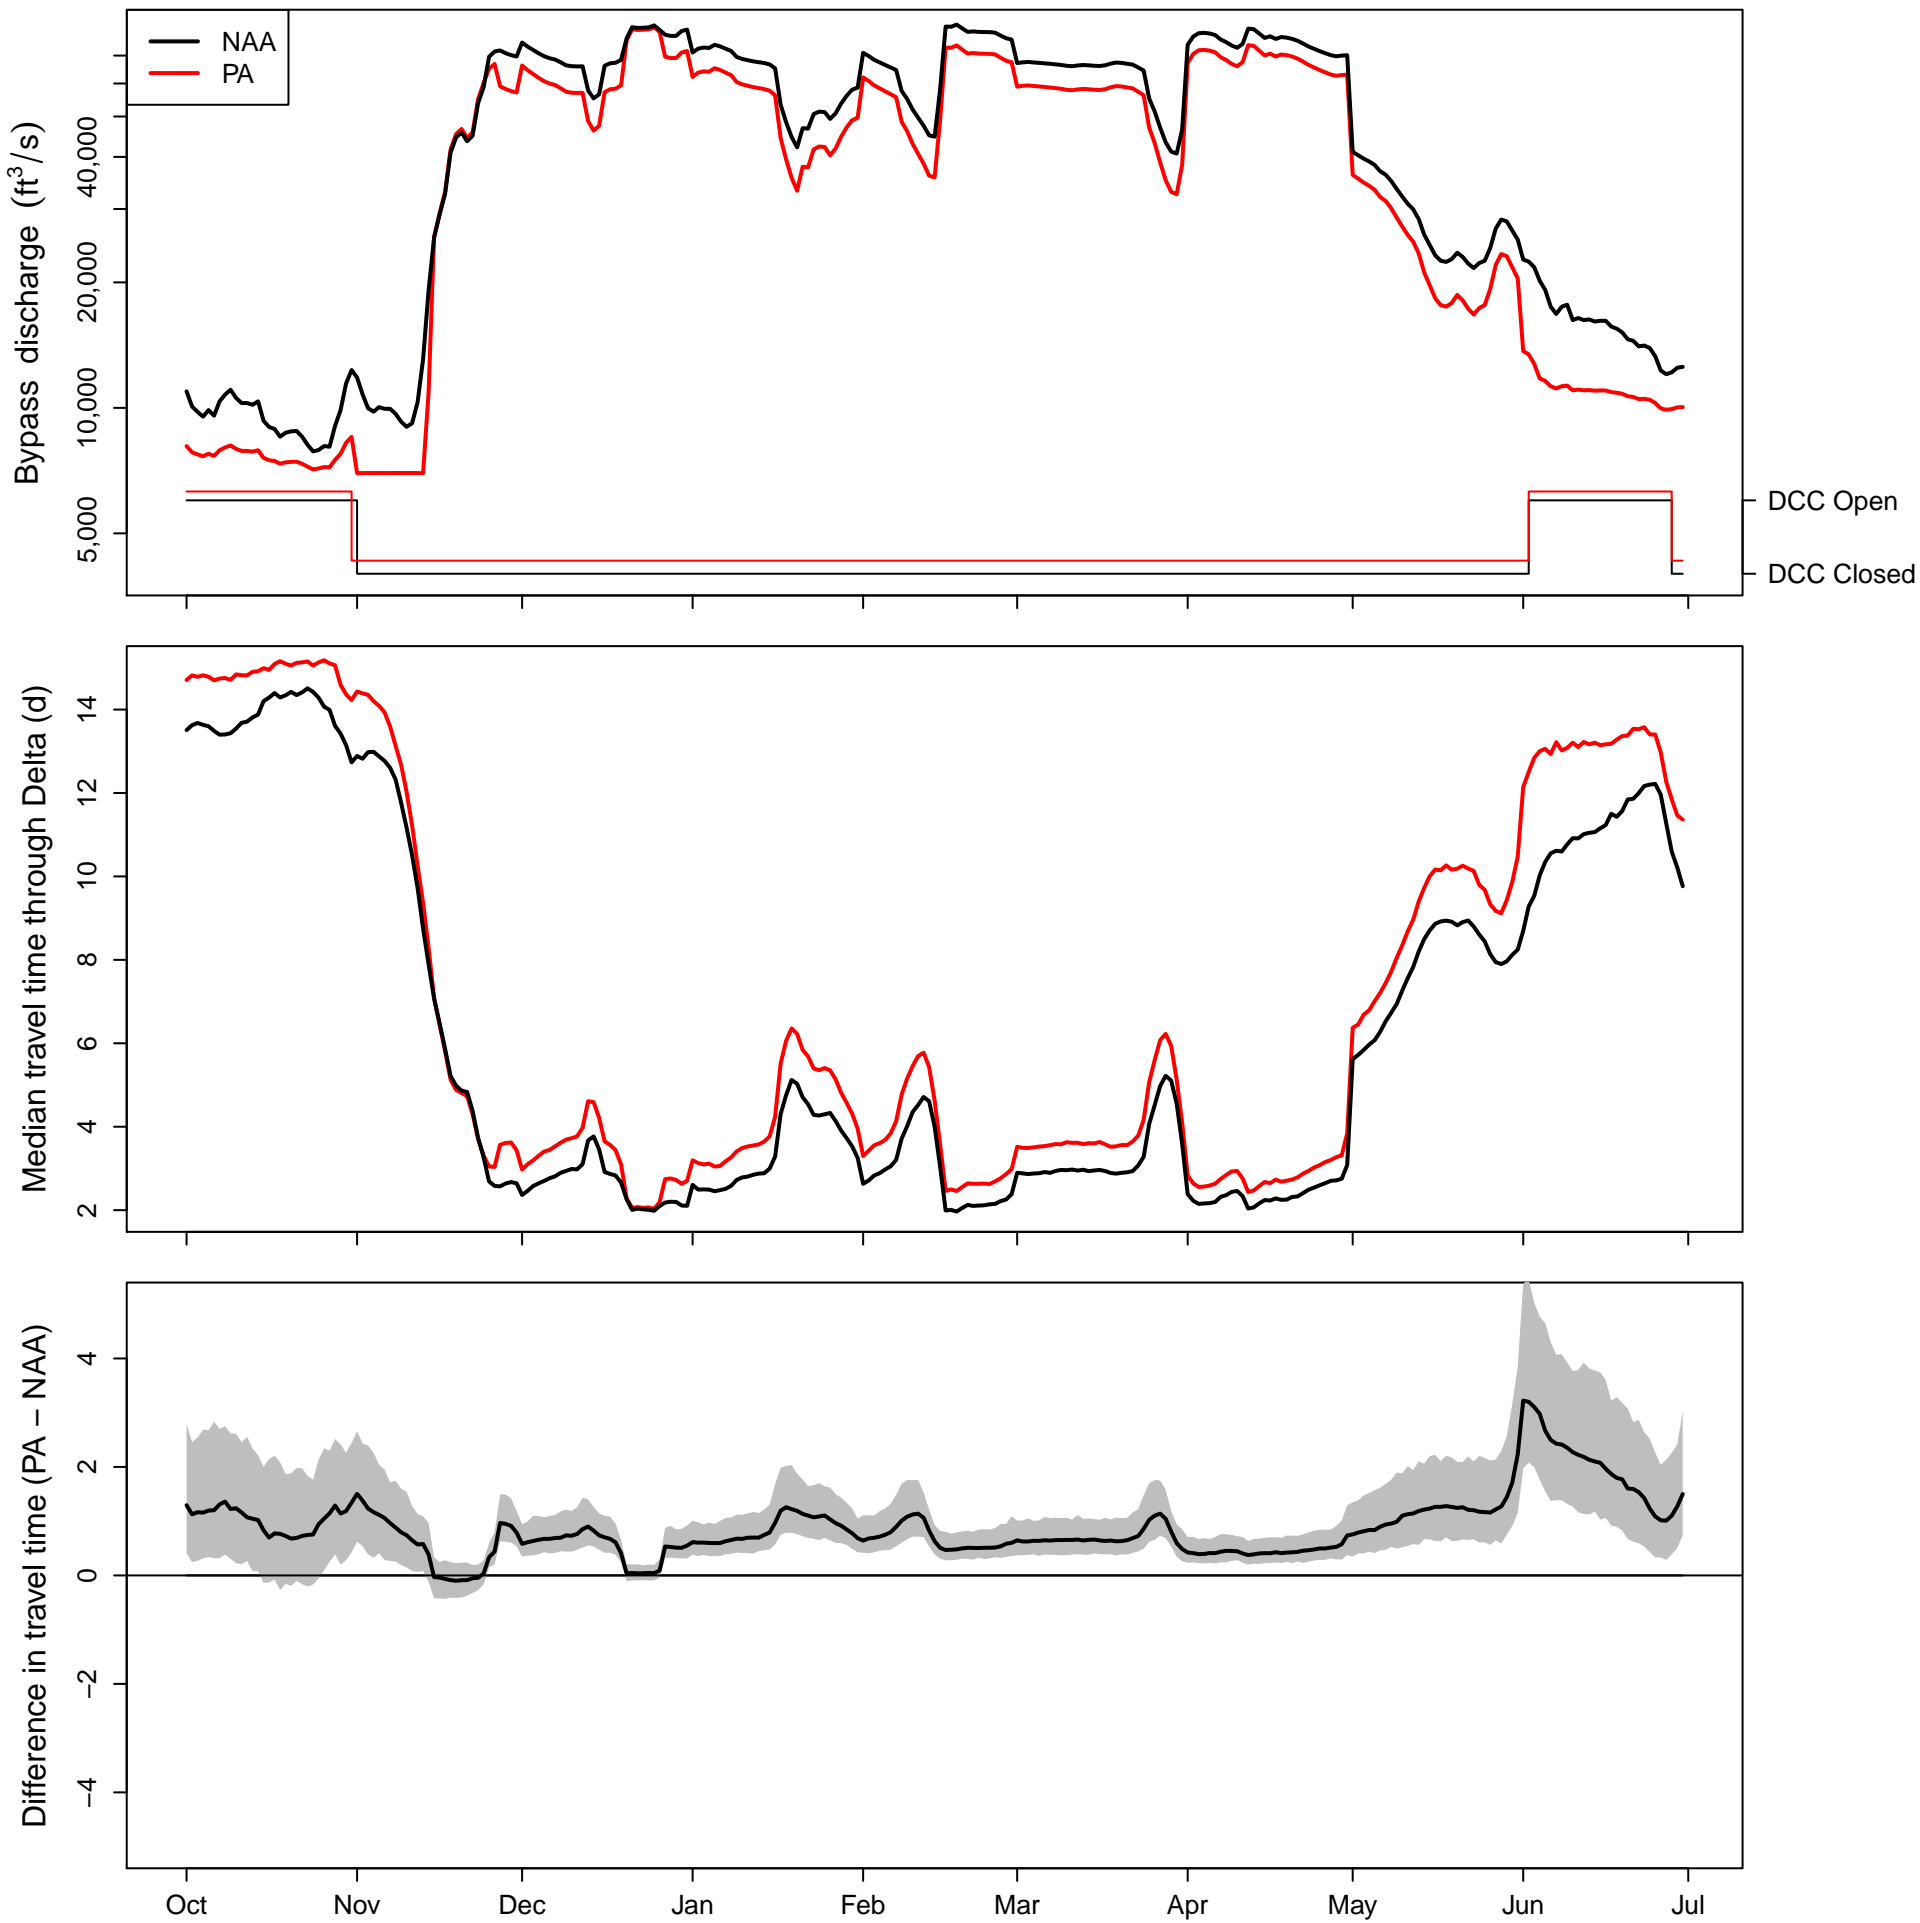 NAA
PA
Bypass discharge (ft³/s)
40,000
20,000
10,000
5,000
DCC Open
DCC Closed
Median travel time through Delta (d)
14
12
10
8
6
4
2
Difference in travel time (PA − NAA)
4
2
0
−2
−4
Oct Nov Dec Jan Feb Mar Apr May Jun Jul